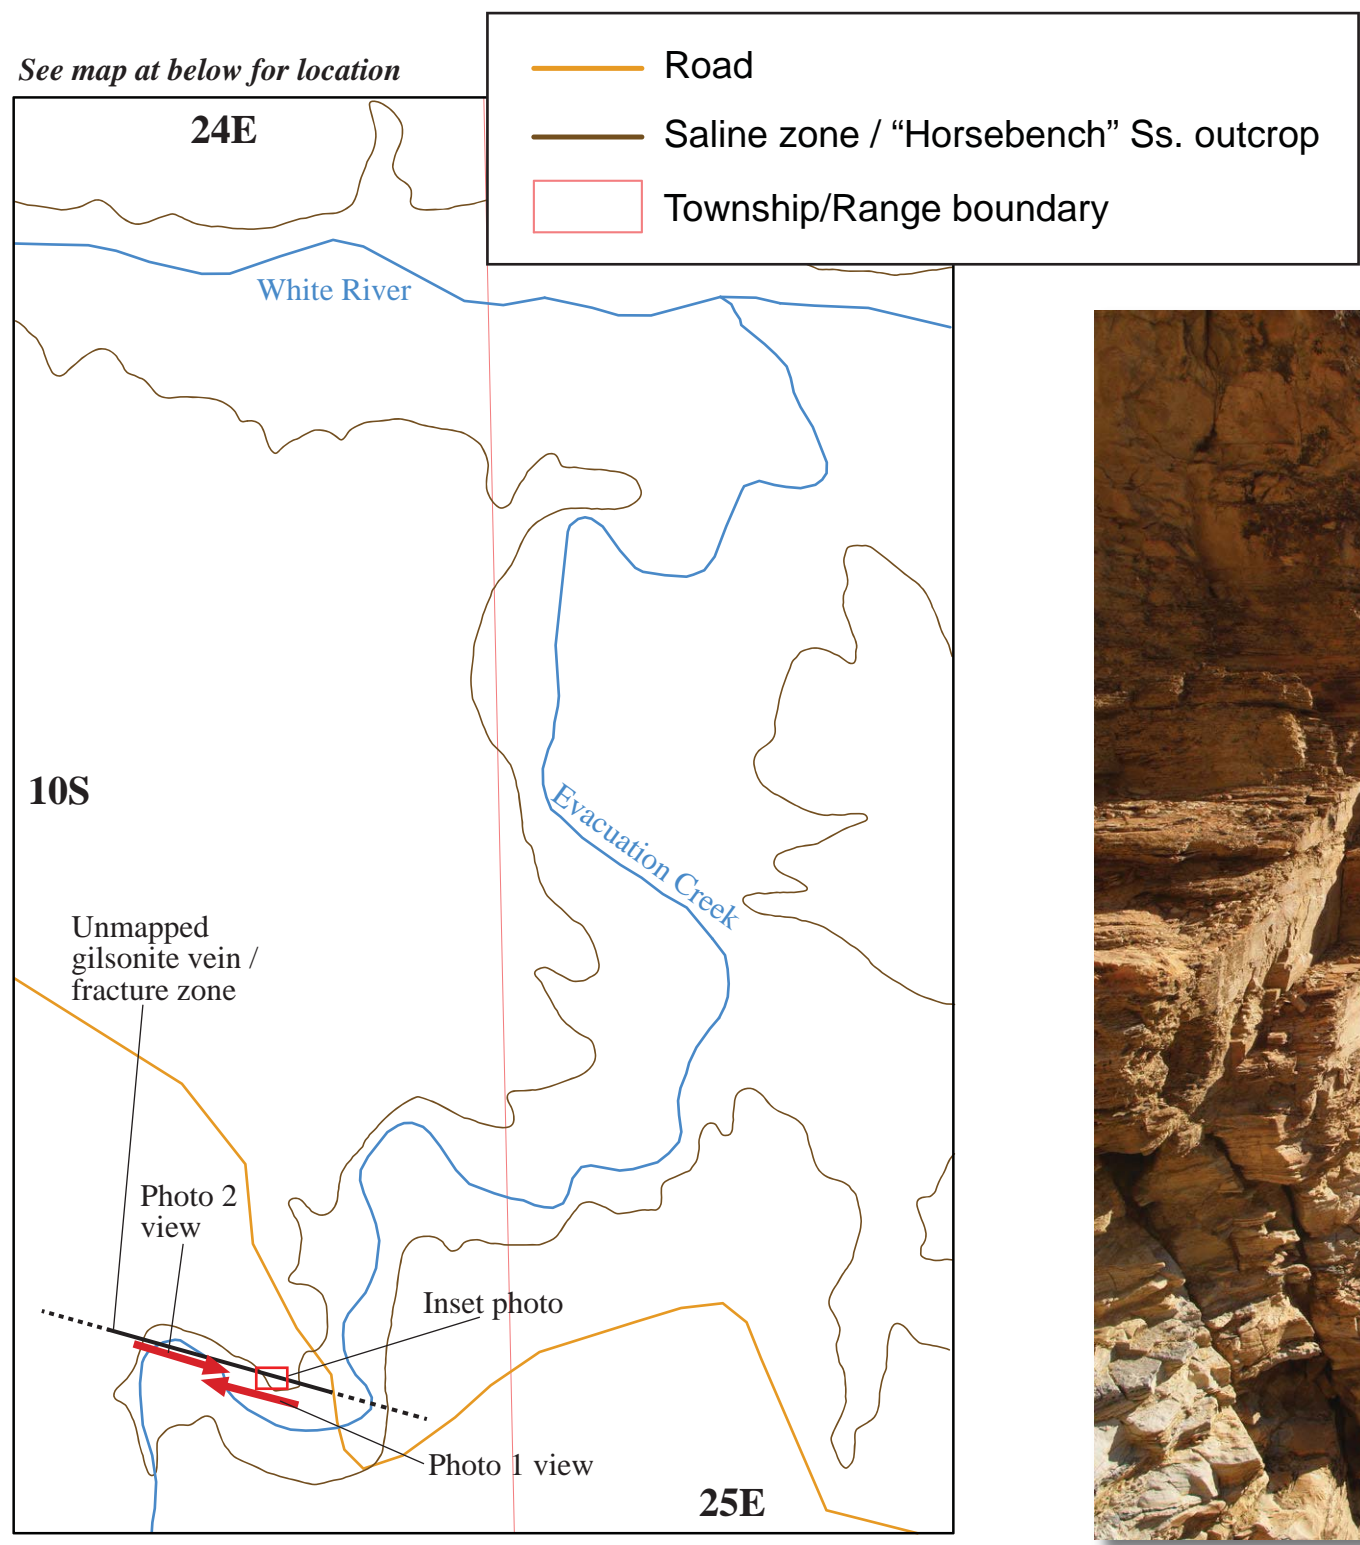 See map at below for location
Road
Saline zone / “Horsebench” Ss. outcrop
Township/Range boundary
24E
White River
10S
Evacuation Creek
Unmapped
gilsonite vein /
fracture zone
Photo 2
view
Inset photo
Photo 1 view
25E